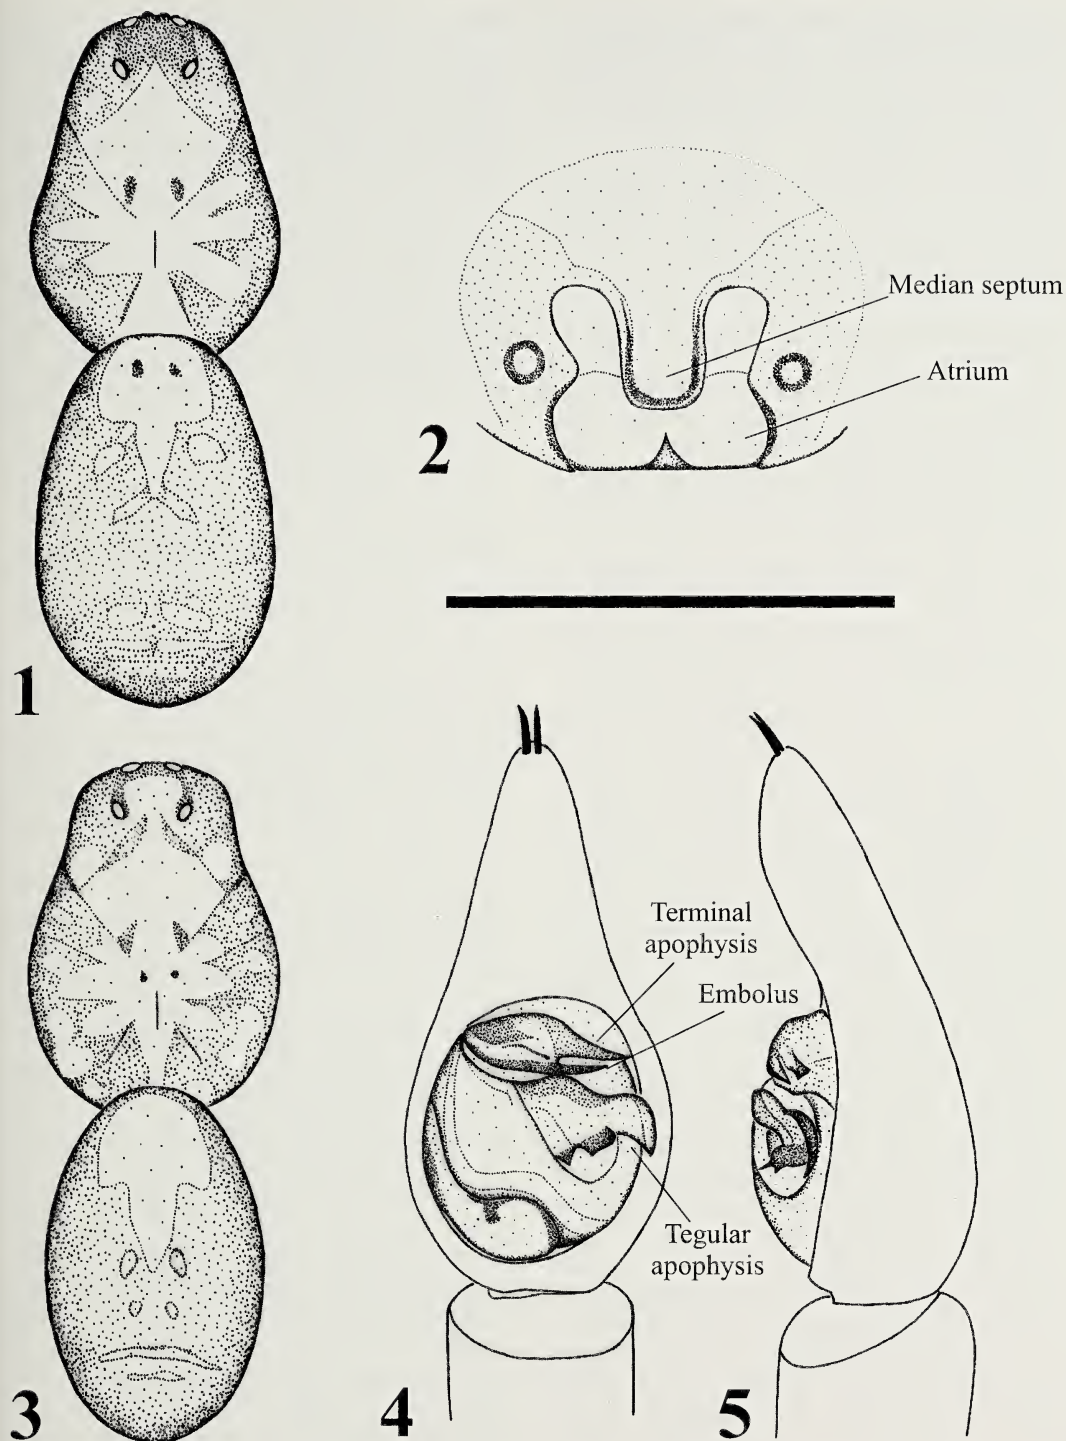 1
Median septum
Atrium
2
3
Terminal
apophysis
Embolus
Tegular
apophysis
4
5